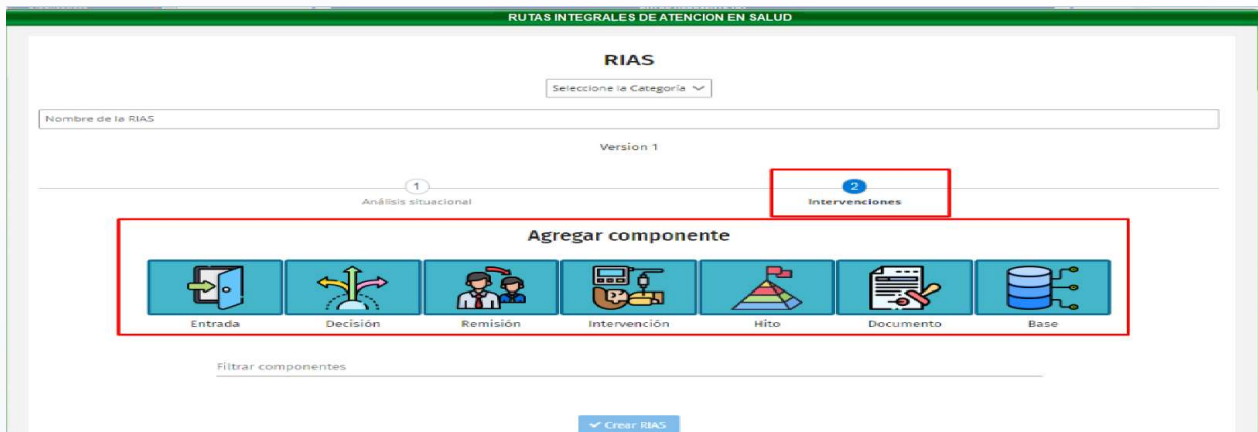 RUTAS INTEGRALES DE ATENCION EN SALUD
RIAS
Seleccione la Categoría
Nombre de la RIAS
Version 1
1
2
Análisis situacional
Intervenciones
Agregar componente
Entrada
Decisión
Remisión
Intervención
Hito
Documento
Base
Filtrar componentes
Crear RIAS